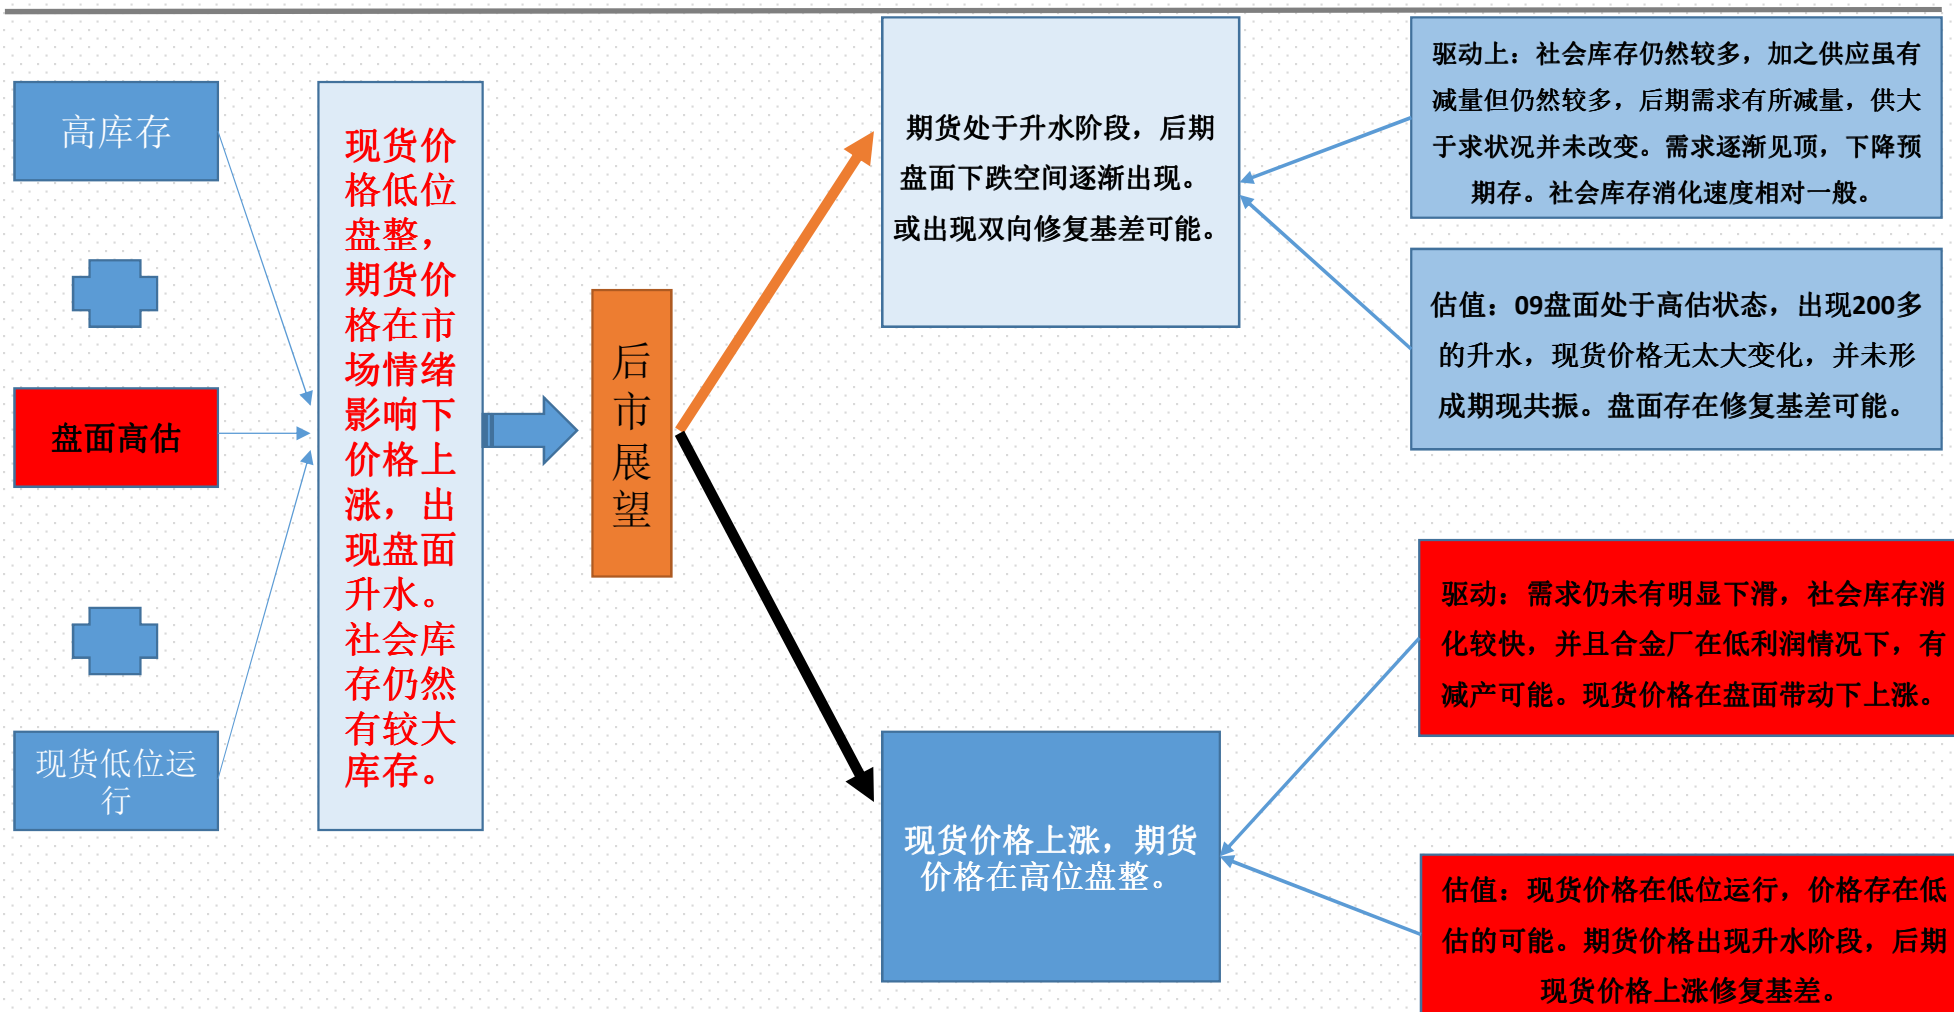 高库存
盘面高估
现货低位运
行
现货价
格低位
盘整，
期货价
格在市
场情绪
影响下
价格上
涨，出
现盘面
升水。
社会库
存仍然
有较大
库存。
后
市
展
望
期货处于升水阶段，后期
盘面下跌空间逐渐出现。
或出现双向修复基差可能。
驱动上：社会库存仍然较多，加之供应虽有
减量但仍然较多，后期需求有所减量，供大
于求状况并未改变。需求逐渐见顶，下降预
期存。社会库存消化速度相对一般。
估值：09盘面处于高估状态，出现200多
的升水，现货价格无太大变化，并未形
成期现共振。盘面存在修复基差可能。
现货价格上涨，期货
价格在高位盘整。
驱动：需求仍未有明显下滑，社会库存消
化较快，并且合金厂在低利润情况下，有
减产可能。现货价格在盘面带动下上涨。
估值：现货价格在低位运行，价格存在低
估的可能。期货价格出现升水阶段，后期
现货价格上涨修复基差。